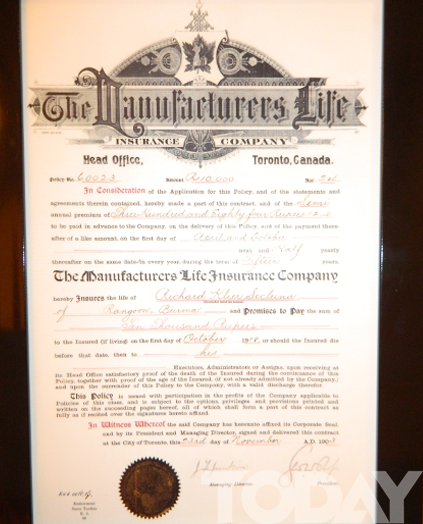 The Manufacturers Life
INSURANCE COMPANY
Head Office, Toronto, Canada.
Policy No. 60023 Amount R10,000 Age 24
In Consideration of the Application for this Policy, and of the statements
agreements therein contained, hereby made a part of this contract and of the Semi
annual premium of Three Hundred and Eighty four Rupees
to be paid in advance to the Company, on the delivery of this Policy, and of the payment there-
after of a like amount, on the first day of April and October
next, and Half yearly
thereafter on the same date in every year during the term of Fifteen years.
The Manufacturers Life Insurance Company
hereby Insures the life of Richard
of Rangoon, Burma and Promises to Pay the sum of
Ten Thousand Rupees
to the Insured (if living) on the first day of October or should the Insured die
before that date, then to his
Executors, Administrators or Assigns, upon receiving at
its Head Office satisfactory proof of the death of the Insured during the continuance of this
Policy, together with proof of the age of the Insured, (if not already admitted by the Company;)
and upon the surrender of this Policy to the Company, with a valid discharge therefor.
This Policy is issued with participation in the profits of the Company applicable to
Policies of this class, and is subject to the options, privileges and provisions printed and
written in the succeeding pages hereof, all of which shall form a part of this contract as
fully as if recited over the signatures hereto affixed
In Witness Whereof the said Company has hereunto affixed its Corporate Seal
and by its President and Managing Director, signed and delivered this contract
at the City of Toronto, this 23rd day of November A.D. 190
Managing Director. President.
Endowment
TODAY